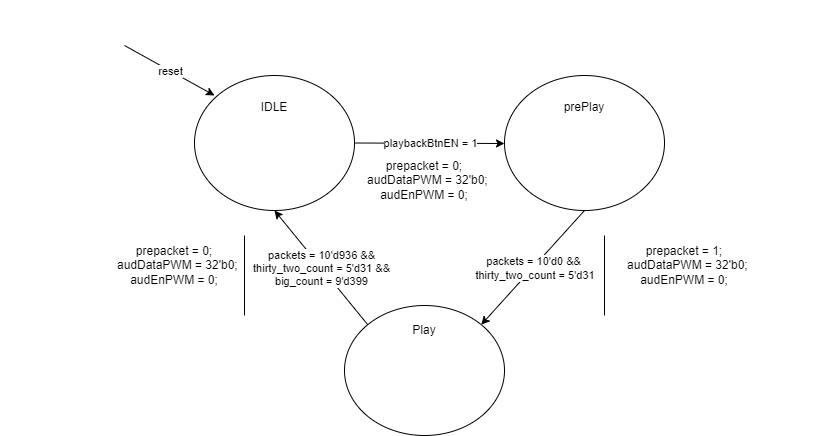 reset
IDLE
prePlay
playbackBtnEN = 1
prepacket = 0;
audDataPWM = 32'b0;
audEnPWM = 0;
prepacket = 0;
audDataPWM = 32'b0;
audEnPWM = 0;
packets = 10'd936 &&
thirty_two_count = 5'd31 &&
big_count = 9'd399
packets = 10'd0 &&
thirty_two_count = 5'd31
prepacket = 1;
audDataPWM = 32'b0;
audEnPWM = 0;
Play